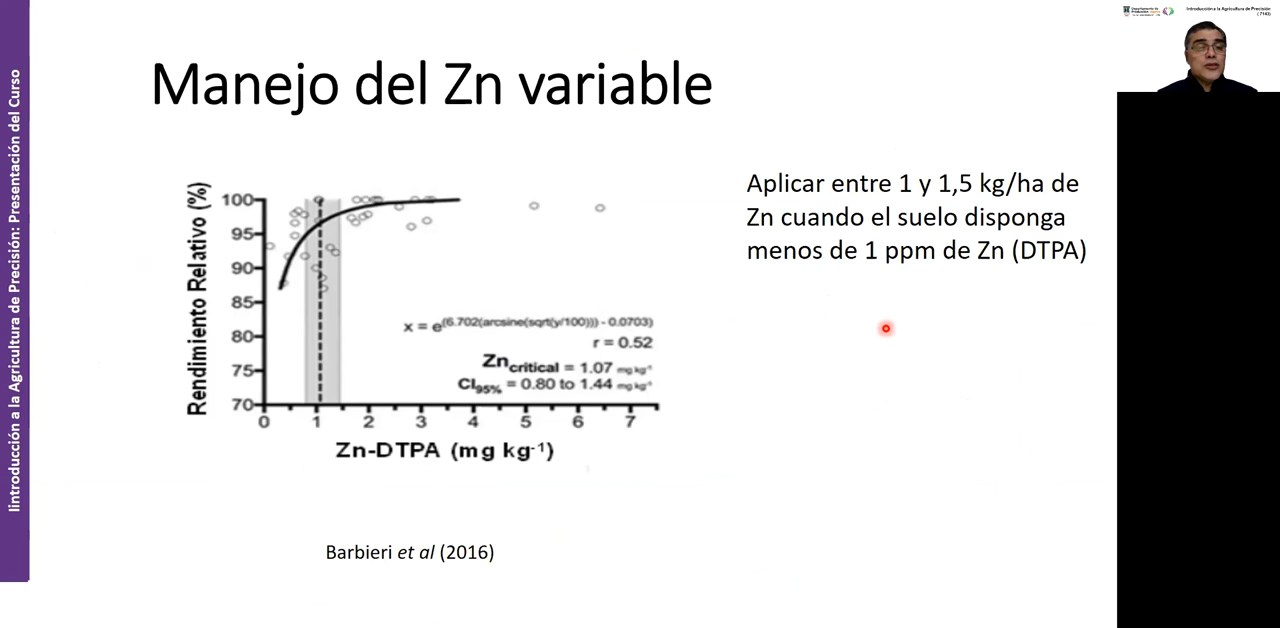 Introducción a la Agricultura de Precisión
(7143)
Iintroducción a la Agricultura de Precisión: Presentación del Curso
Manejo del Zn variable
Aplicar entre 1 y 1,5 kg/ha de
Zn cuando el suelo disponga
menos de 1 ppm de Zn (DTPA)
Rendimiento Relativo (%)
100
95
90
85
80
75
70
x = e^(6.702(arcsine(sqrt(y/100))) - 0.0703)
r = 0.52
Zncritical = 1.07 mg kg-1
CI95% = 0.80 to 1.44 mg kg-1
0 1 2 3 4 5 6 7
Zn-DTPA (mg kg-1)
Barbieri et al (2016)